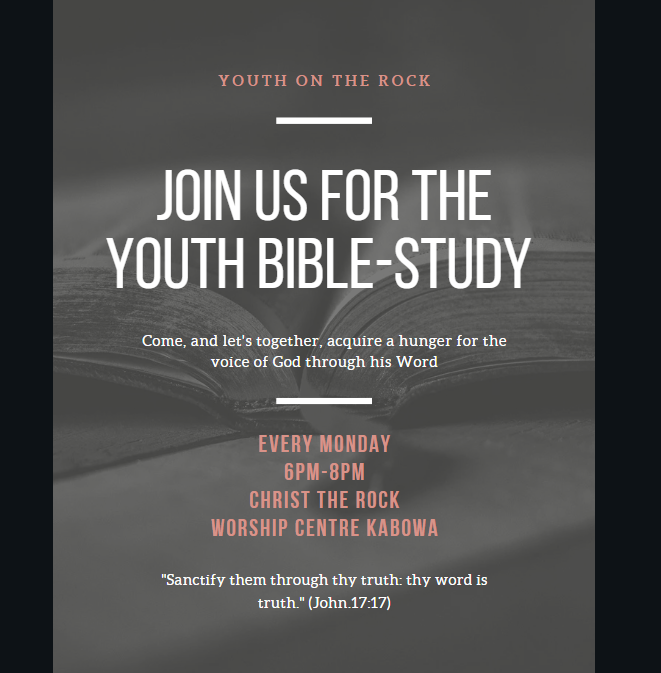 YOUTH ON THE ROCK
JOIN US FOR THE
YOUTH BIBLE-STUDY
Come, and let's together, acquire a hunger for the
voice of God through his Word
EVERY MONDAY
6PM-8PM
CHRIST THE ROCK
WORSHIP CENTRE KABOWA
"Sanctify them through thy truth: thy word is
truth." (John.17:17)